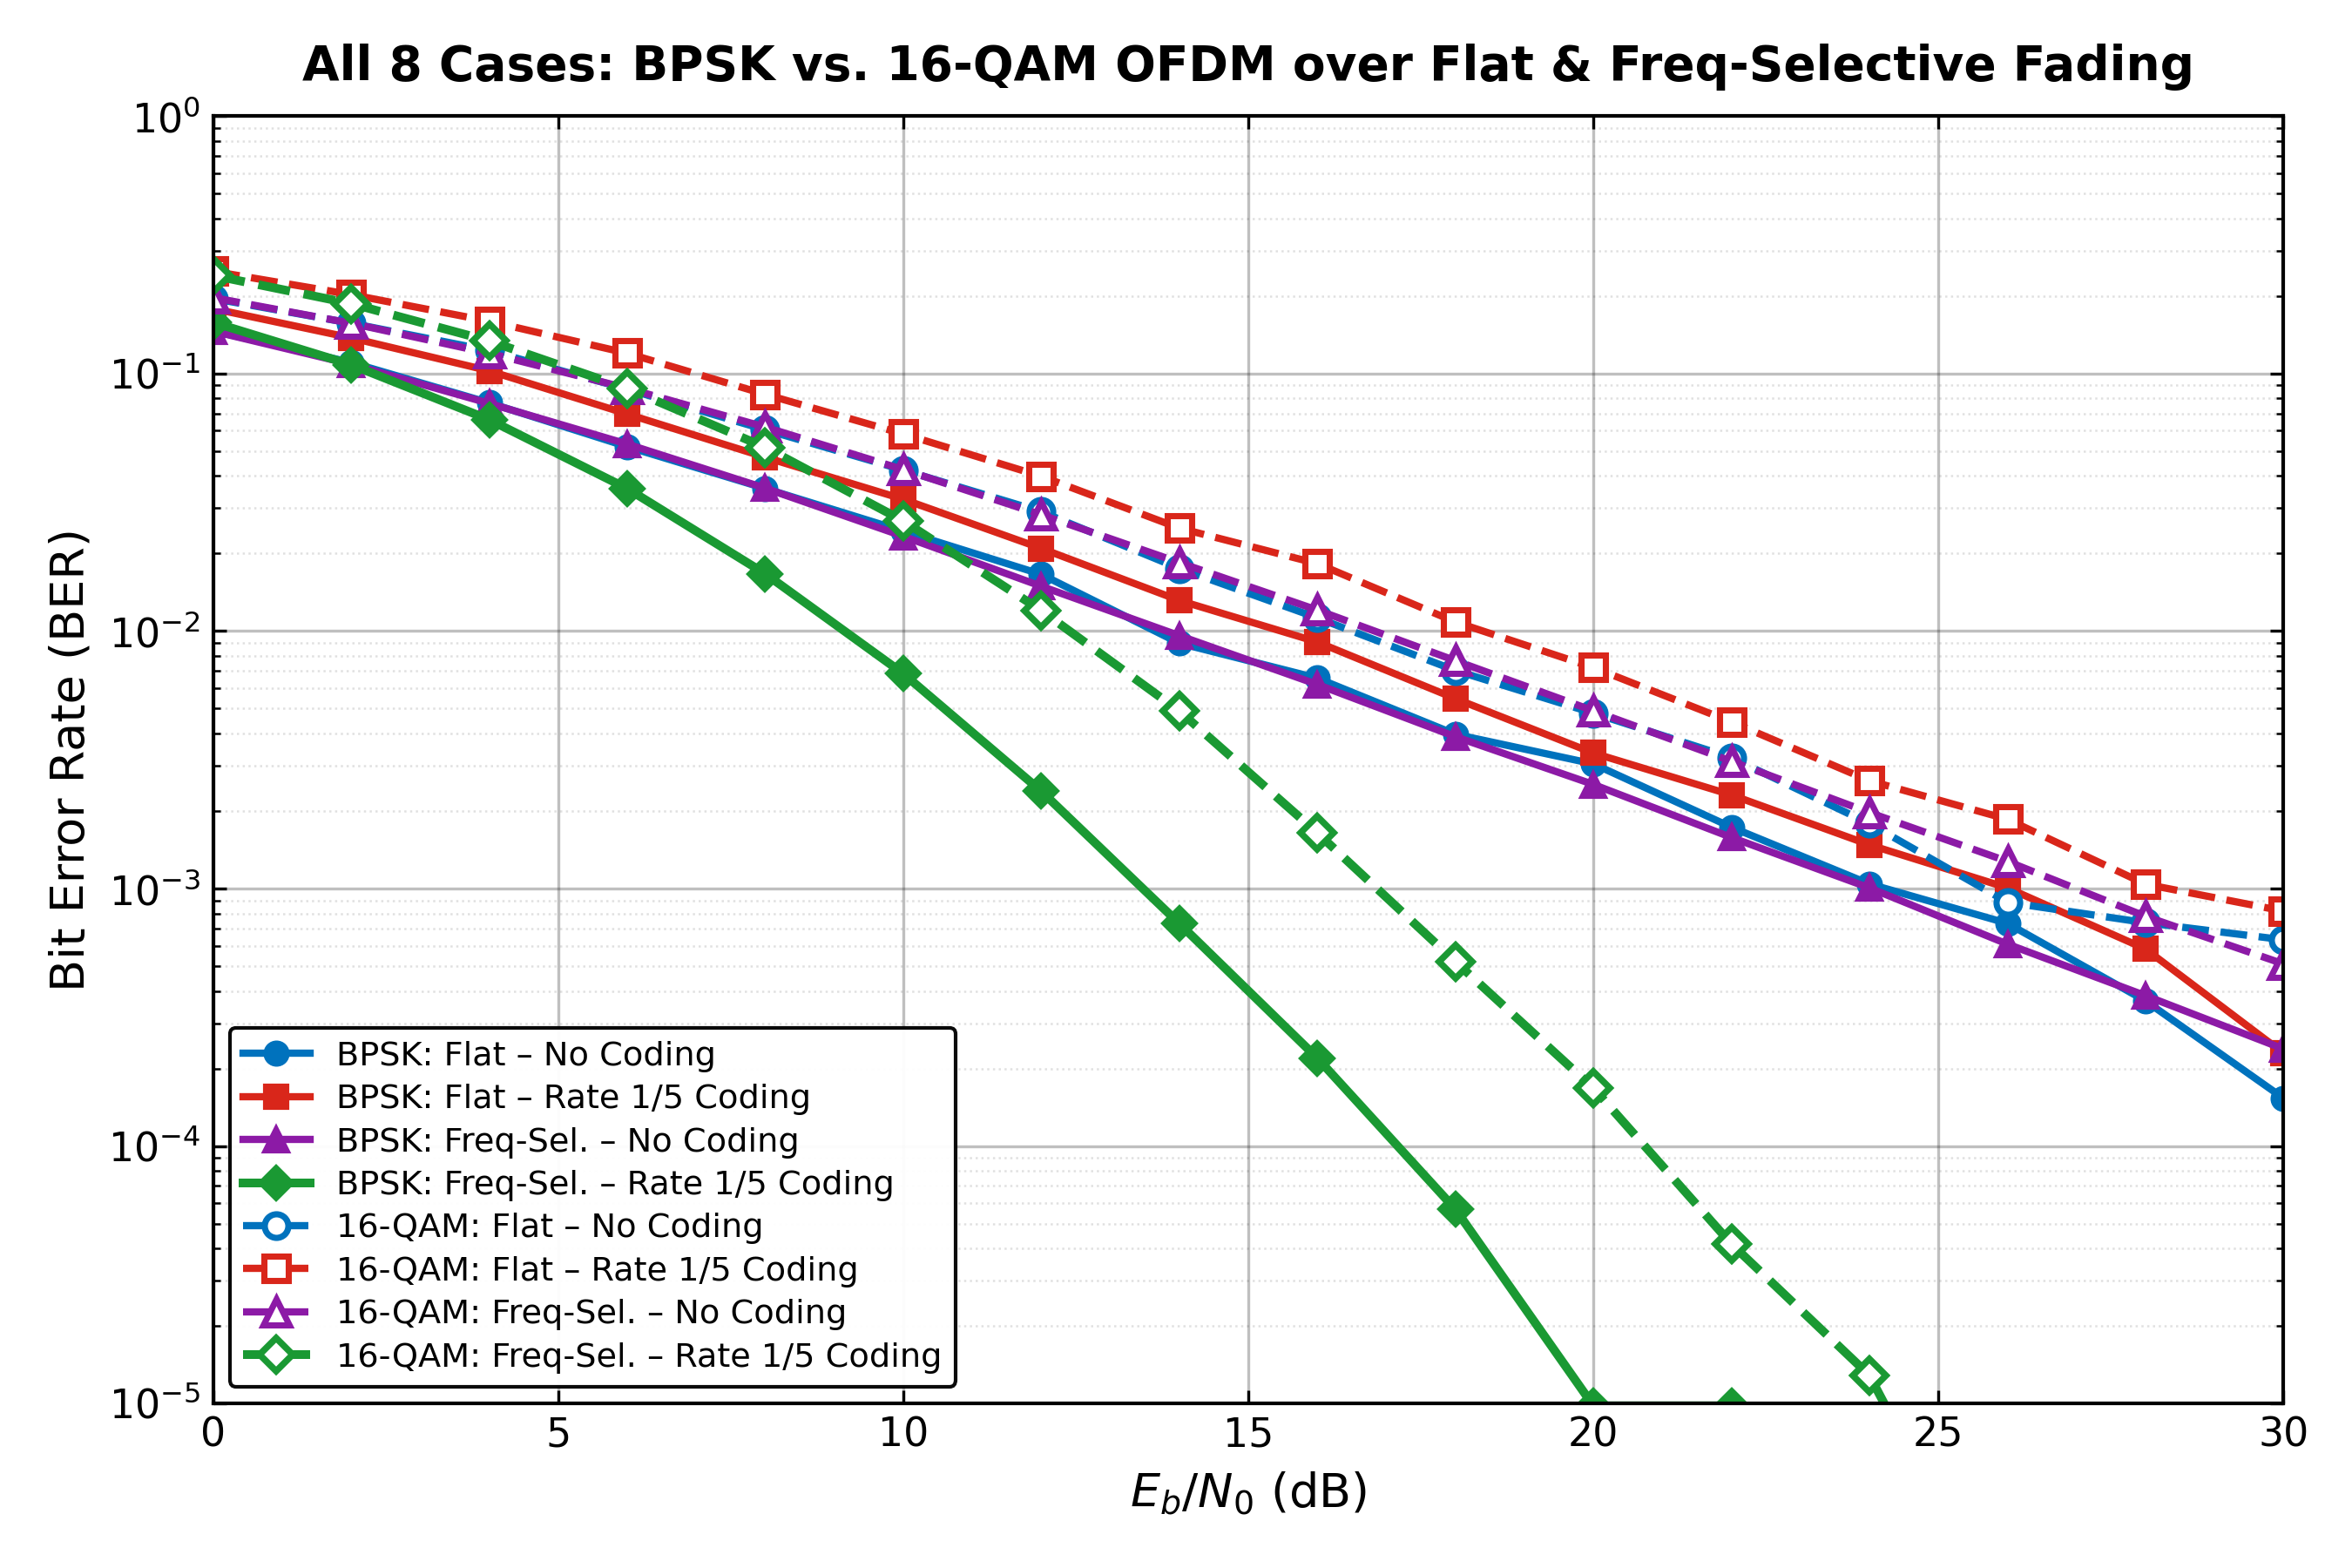 All 8 Cases: BPSK vs. 16-QAM OFDM over Flat & Freq-Selective Fading
Bit Error Rate (BER)
10⁰
10⁻¹
10⁻²
10⁻³
10⁻⁴
10⁻⁵
BPSK: Flat – No Coding
BPSK: Flat – Rate 1/5 Coding
BPSK: Freq-Sel. – No Coding
BPSK: Freq-Sel. – Rate 1/5 Coding
16-QAM: Flat – No Coding
16-QAM: Flat – Rate 1/5 Coding
16-QAM: Freq-Sel. – No Coding
16-QAM: Freq-Sel. – Rate 1/5 Coding
0 5 10 15 20 25 30
E_b/N_0 (dB)